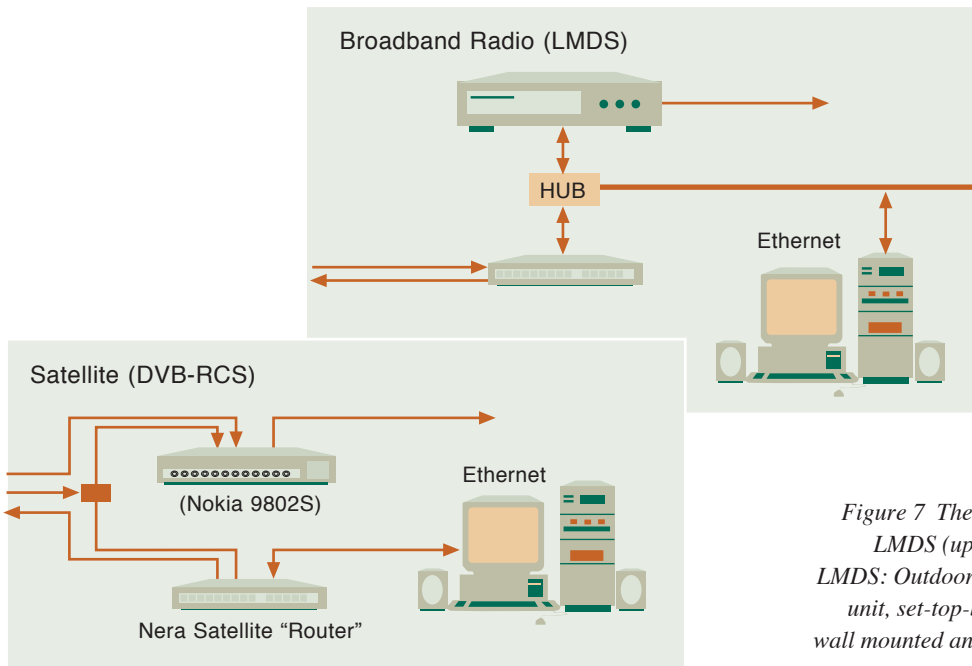 Broadband Radio (LMDS)
HUB
Ethernet
Satellite (DVB-RCS)
(Nokia 9802S)
Ethernet
Nera Satellite “Router”
Figure 7 The
LMDS (up
LMDS: Outdoor
unit, set-top-
wall mounted an